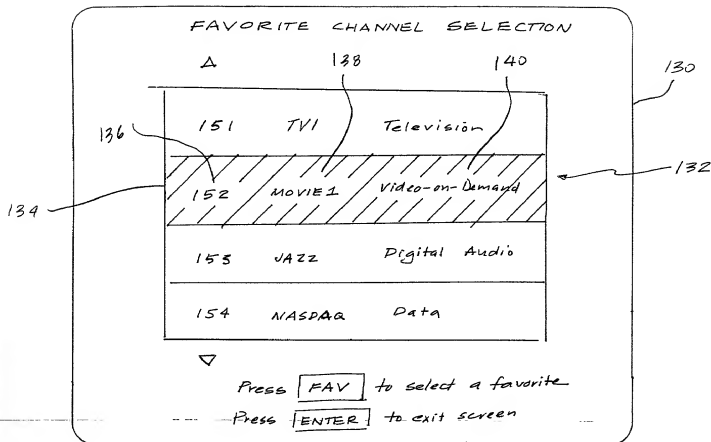 FAVORITE CHANNEL SELECTION
138 140
130
151 TV1 Television
136
152 MOVIE1 Video-on-Demand
132
134
153 JAZZ Digital Audio
154 NASDAQ Data
Press FAV to select a favorite
Press ENTER to exit screen